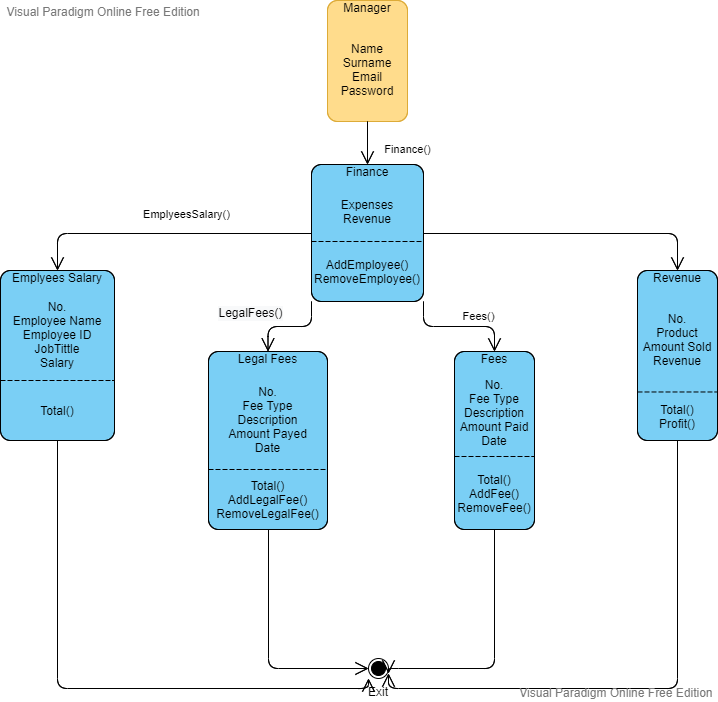 Visual Paradigm Online Free Edition
Manager
Name
Surname
Email
Password
Finance()
Finance
Expenses
Revenue
AddEmployee()
RemoveEmployee()
EmplyeesSalary()
LegalFees()
Fees()
Emplyees Salary
No.
Employee Name
Employee ID
JobTittle
Salary
Total()
Legal Fees
No.
Fee Type
Description
Amount Payed
Date
Total()
AddLegalFee()
RemoveLegalFee()
Fees
No.
Fee Type
Description
Amount Paid
Date
Total()
AddFee()
RemoveFee()
Revenue
No.
Product
Amount Sold
Revenue
Total()
Profit()
Exit
Visual Paradigm Online Free Edition